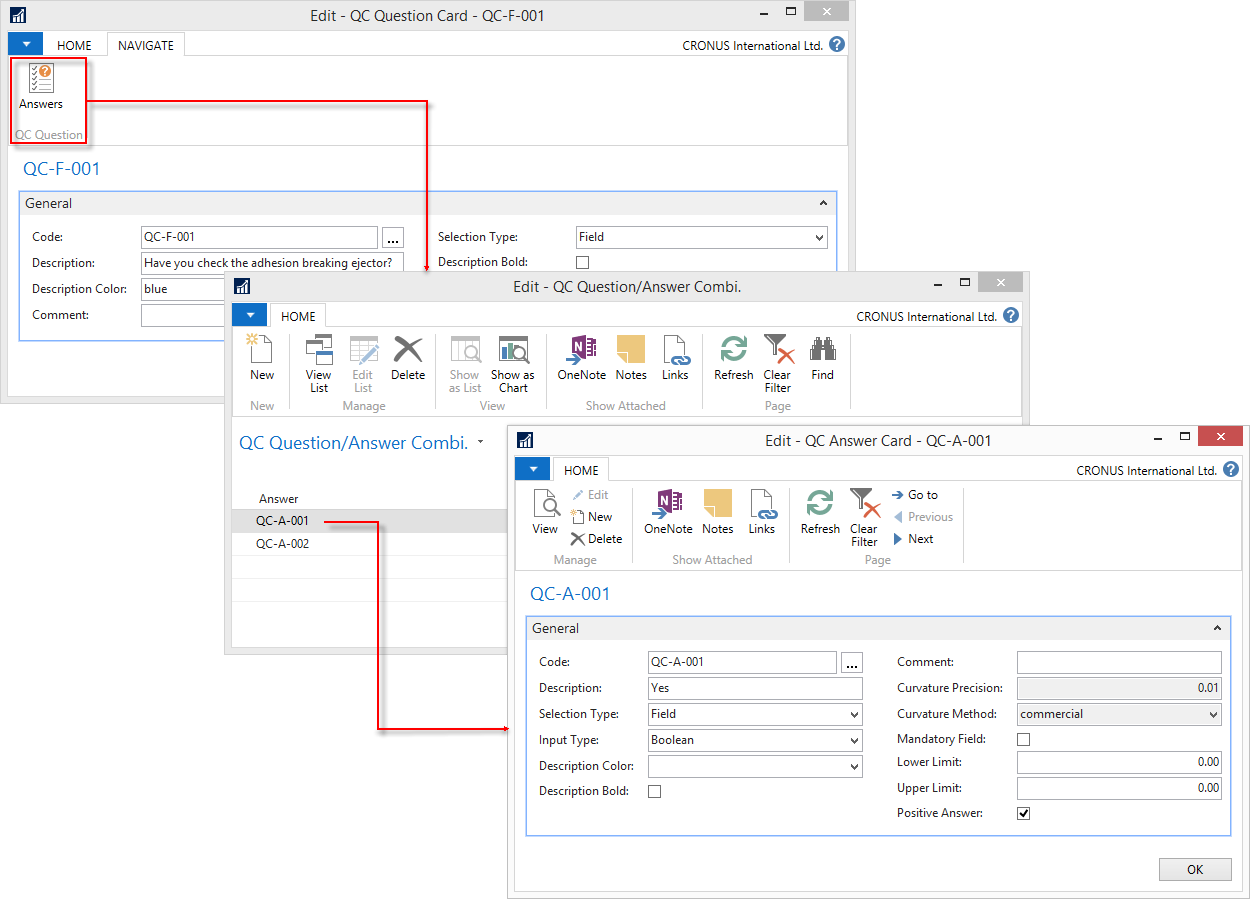 Edit - QC Question Card - QC-F-001
HOME NAVIGATE CRONUS International Ltd. ?
?
Answers
QC Question
QC-F-001
General
Code: QC-F-001 ... Selection Type: Field
Description: Have you check the adhesion breaking ejector? Description Bold:
Description Color: blue
Comment:
Edit - QC Question/Answer Combi.
HOME CRONUS International Ltd. ?
New View List Edit List Delete Show as List Show as Chart N OneNote Notes Links Refresh Clear Filter Find
New Manage View Show Attached Page
QC Question/Answer Combi.
Answer
QC-A-001
QC-A-002
Edit - QC Answer Card - QC-A-001
HOME CRONUS International Ltd. ?
View Edit New Delete N OneNote Notes Links Refresh Clear Filter Go to Previous Next
Manage Show Attached Page
QC-A-001
General
Code: QC-A-001 ... Comment:
Description: Yes Curvature Precision: 0.01
Selection Type: Field Curvature Method: commercial
Input Type: Boolean Mandatory Field:
Description Color: Lower Limit: 0.00
Description Bold: Upper Limit: 0.00
Positive Answer:
OK